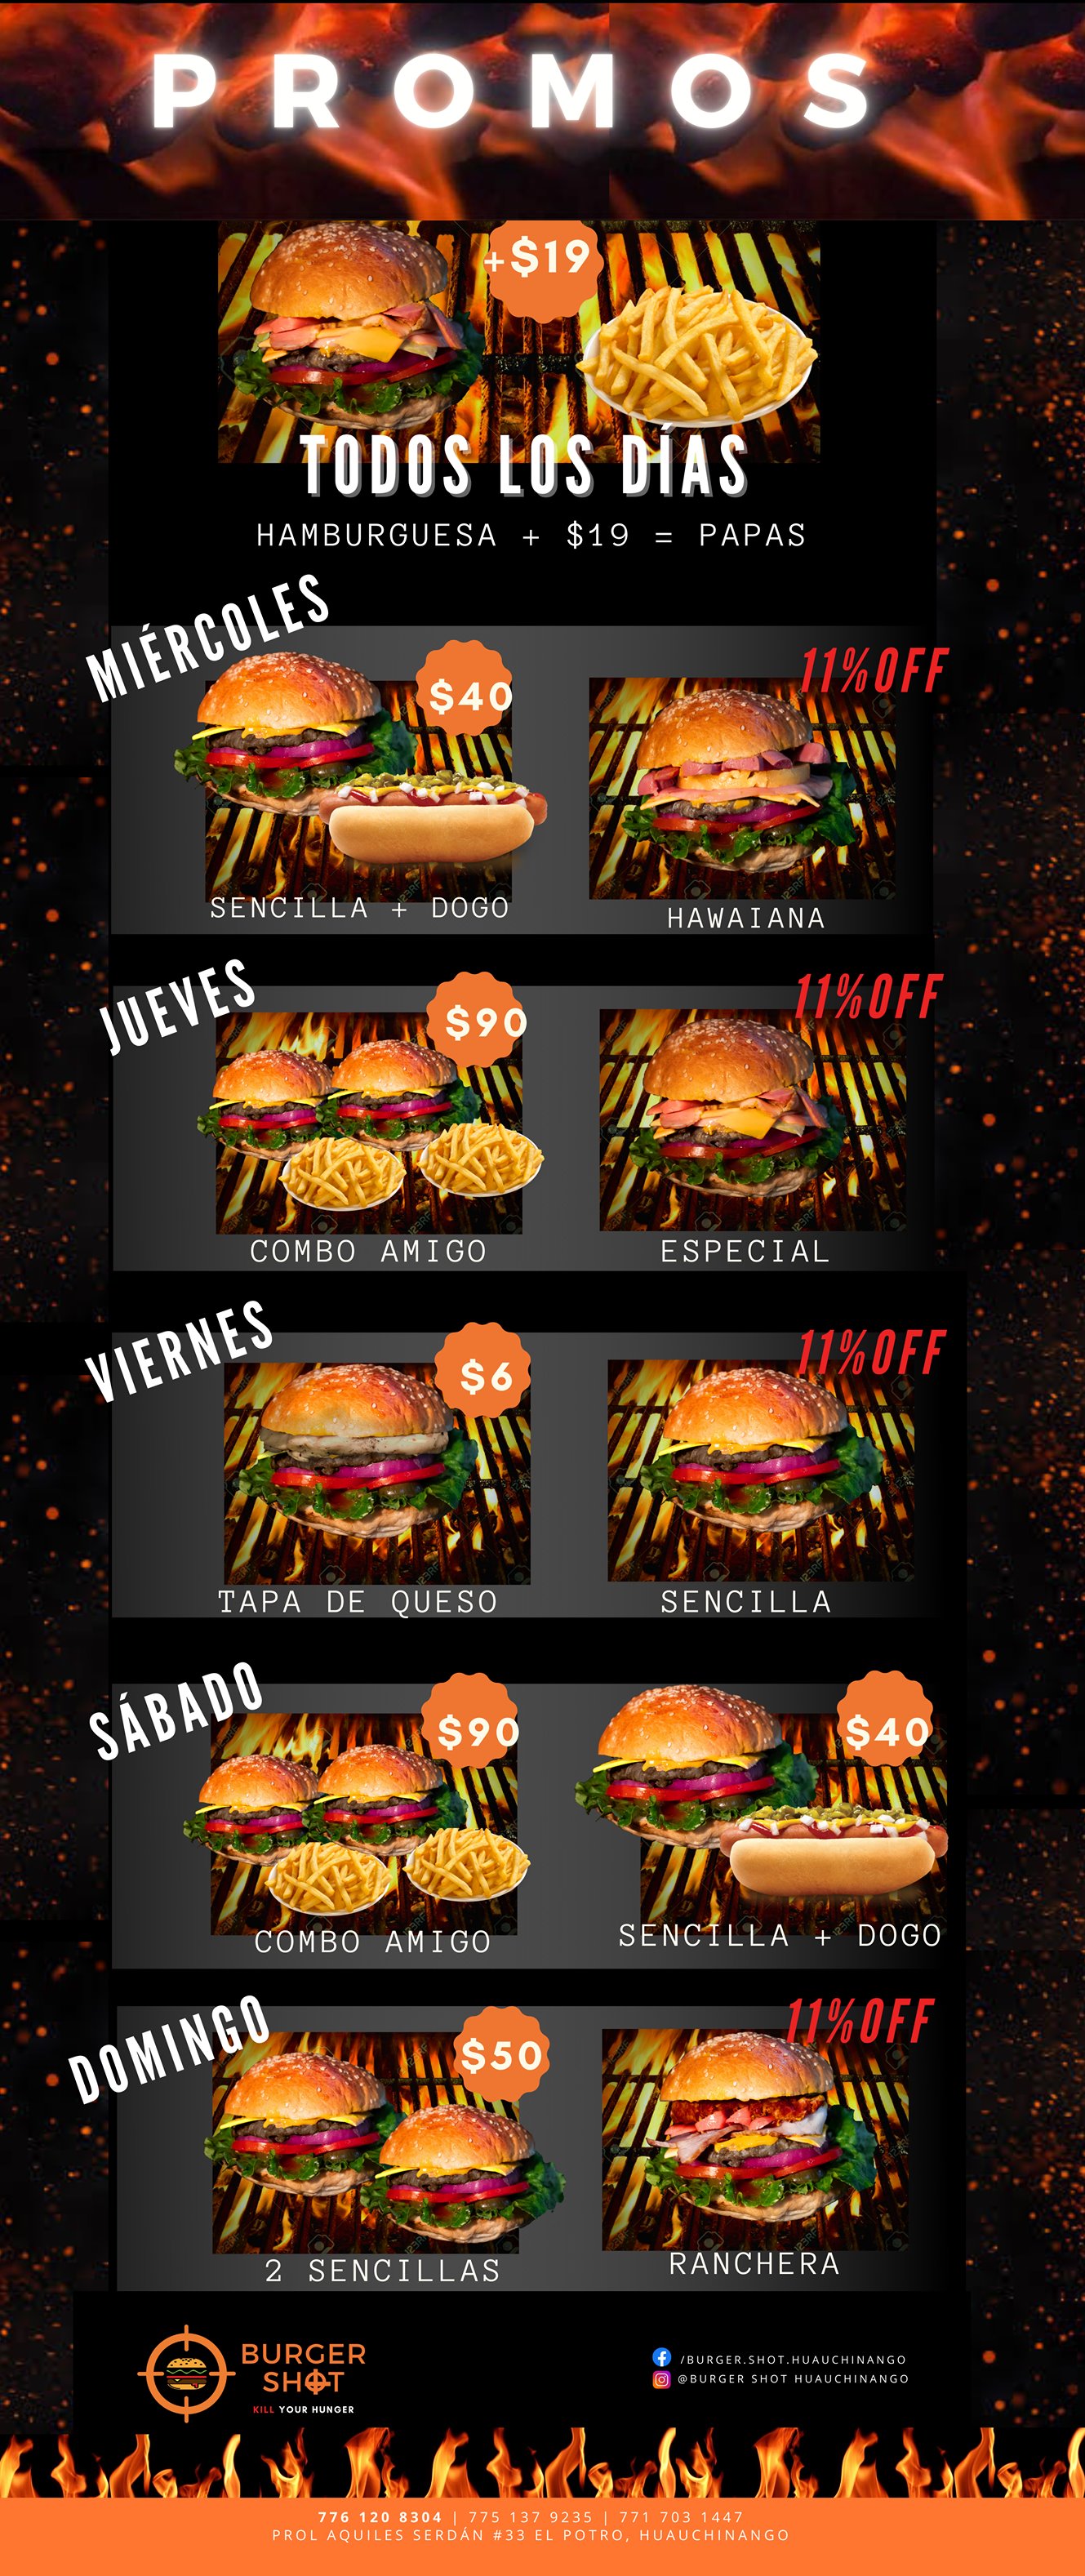 PROMOS
+$19
TODOS LOS DÍAS
HAMBURGUESA + $19 = PAPAS
MIÉRCOLES
$40
11%OFF
SENCILLA + DOGO
HAWAIANA
JUEVES
$90
11%OFF
COMBO AMIGO
ESPECIAL
VIERNES
$6
11%OFF
TAPA DE QUESO
SENCILLA
SÁBADO
$90
$40
COMBO AMIGO
SENCILLA + DOGO
DOMINGO
$50
11%OFF
2 SENCILLAS
RANCHERA
BURGER
SHOT
KILL YOUR HUNGER
/BURGER.SHOT.HUAUCHINANGO
@BURGER SHOT HUAUCHINANGO
776 120 8304 | 775 137 9235 | 771 703 1447
PROL AQUILES SERDÁN #33 EL POTRO, HUAUCHINANGO